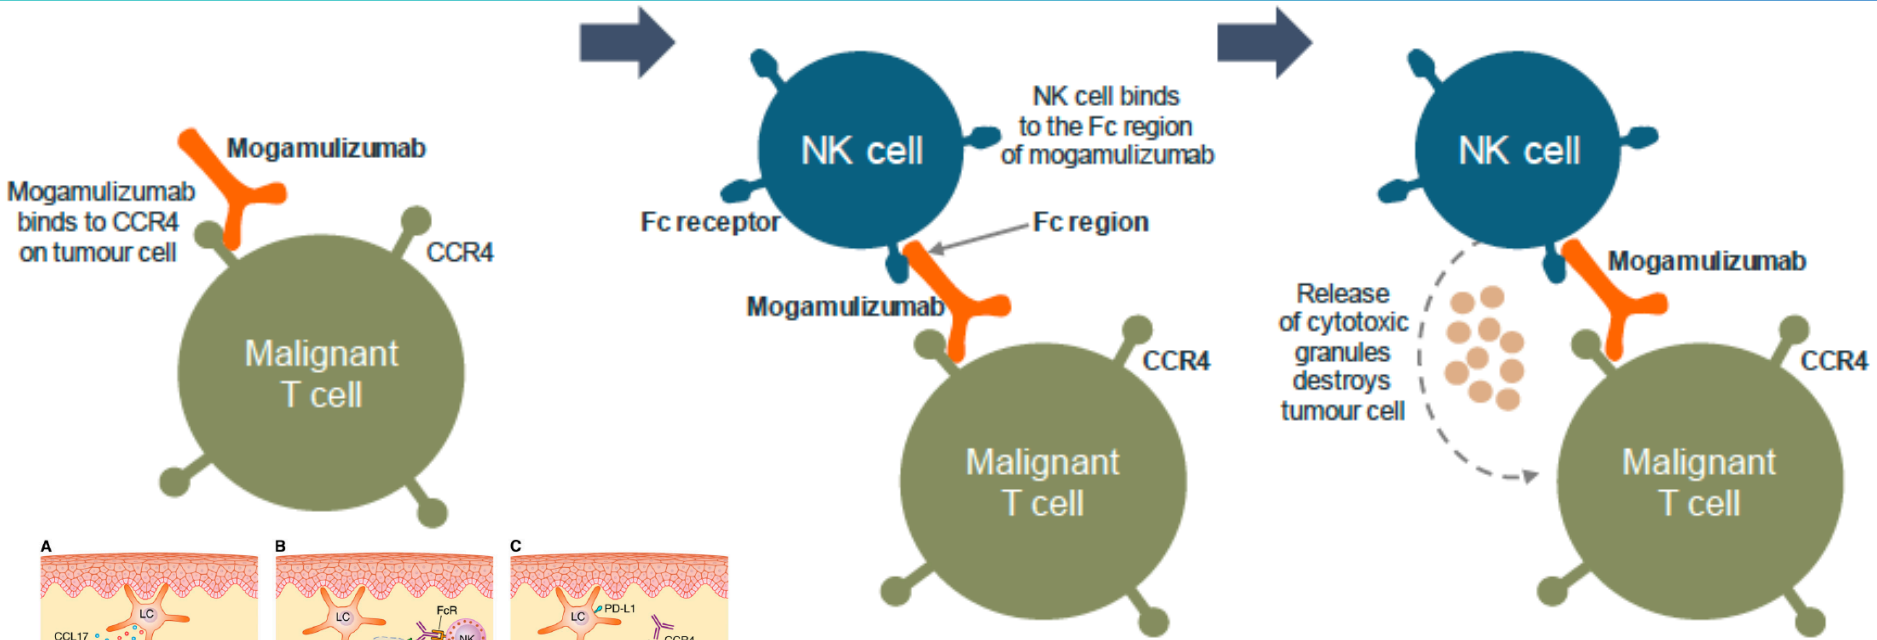 Mogamulizumab
Mogamulizumab
binds to CCR4
on tumour cell
CCR4
Malignant
T cell
NK cell
NK cell binds
to the Fc region
of mogamulizumab
Fc receptor
Fc region
Mogamulizumab
CCR4
Malignant
T cell
NK cell
Mogamulizumab
Release
of cytotoxic
granules
destroys
tumour cell
CCR4
Malignant
T cell
A
LC
CCL17
B
LC
FcR
NK
C
LC
PD-L1
CCR4